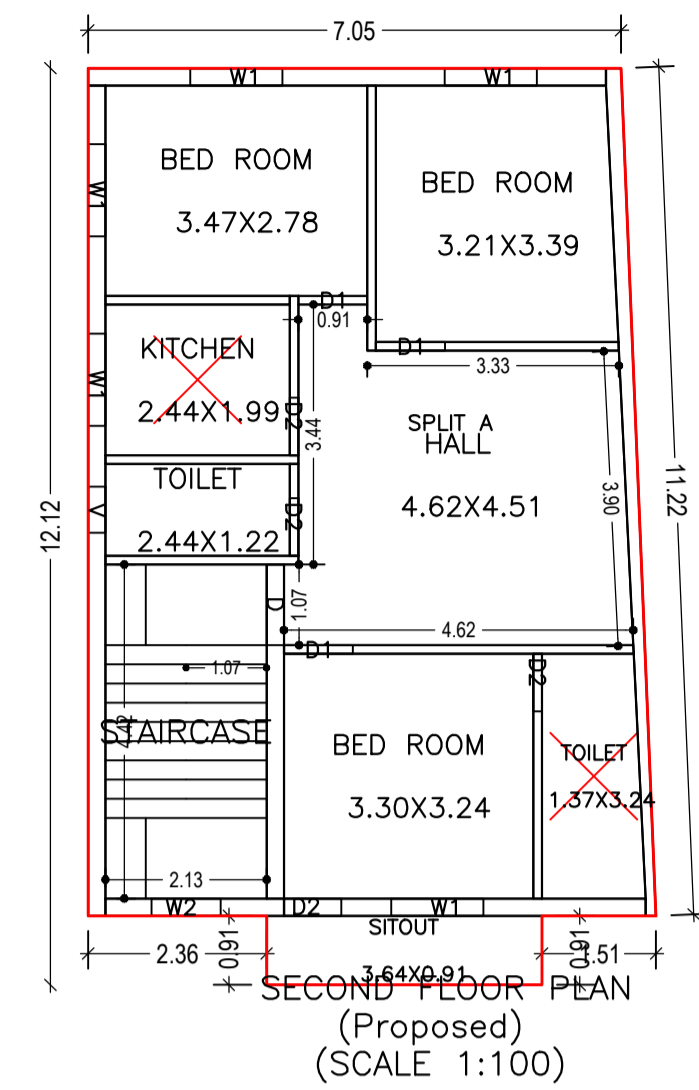 7.05
W1 W1
BED ROOM
3.47X2.78
BED ROOM
3.21X3.39
W1
D1
0.91
D1
3.33
KITCHEN
2.44X1.99
W1
D2
3.44
SPLIT A
HALL
4.62X4.51
3.90
11.22
12.12
TOILET
2.44X1.22
V
D2
D
1.07
4.62
D1
1.07
D2
STAIRCASE
4.42
BED ROOM
3.30X3.24
TOILET
1.37X3.24
2.13
W2 D2 W1
SITOUT
3.64X0.91
2.36
0.91
0.91
1.51
SECOND FLOOR PLAN
(Proposed)
(SCALE 1:100)